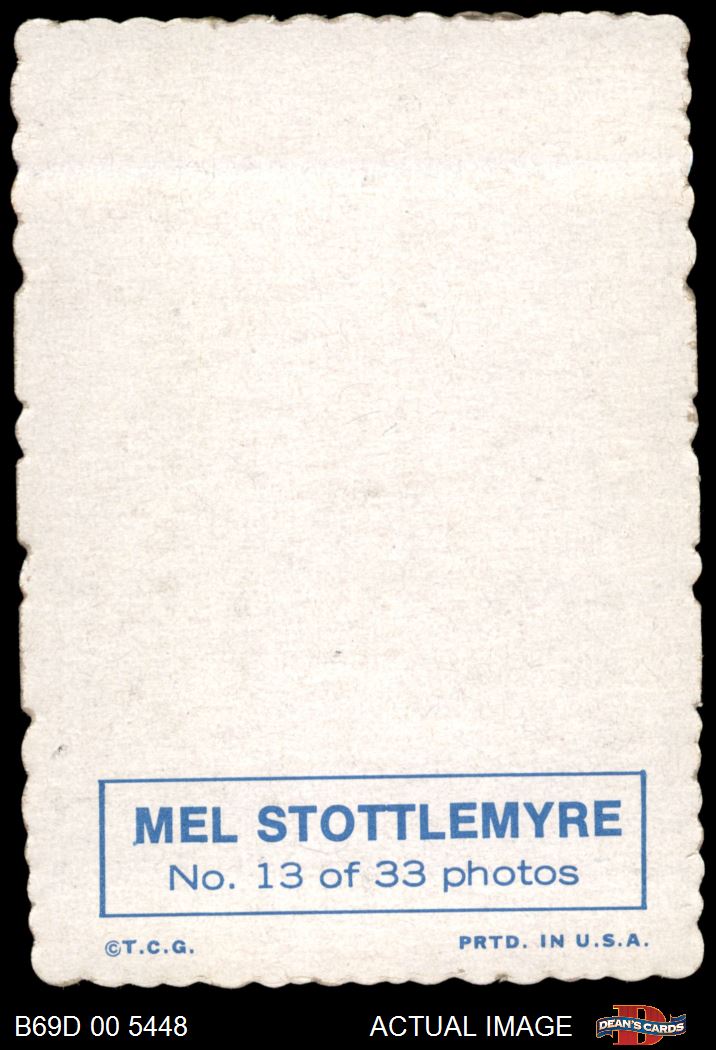 MEL STOTTLEMYRE
No. 13 of 33 photos
©T.C.G. PRTD. IN U.S.A.
B69D 00 5448 ACTUAL IMAGE D DEAN'S CARDS